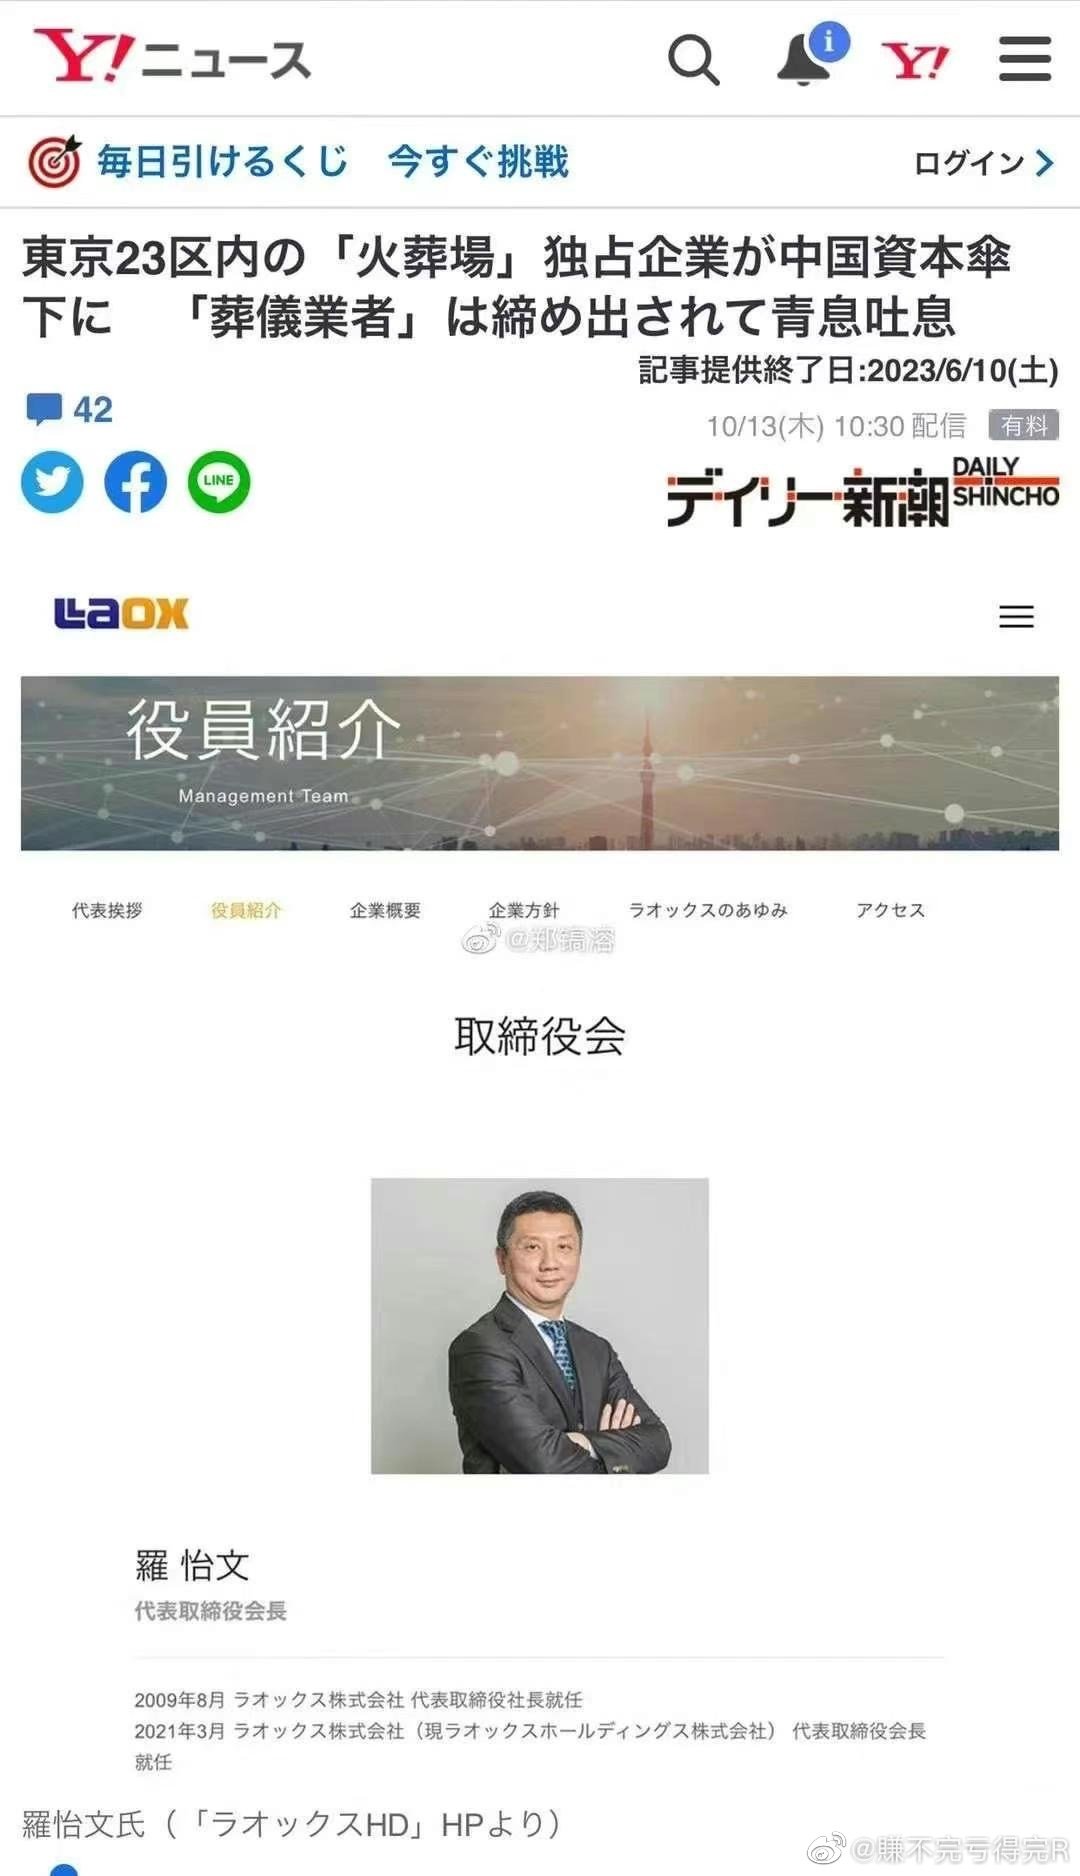 Y!ニュース
i
Y!
毎日引けるくじ　今すぐ挑戦
ログイン
東京23区内の「火葬場」独占企業が中国資本傘
下に　「葬儀業者」は締め出されて青息吐息
記事提供終了日:2023/6/10(土)
42
10/13(木) 10:30配信
有料
LINE
デイリー新潮
DAILY
SHINCHO
LaOX
役員紹介
Management Team
代表挨拶
役員紹介
企業概要
企業方針
ラオックスのあゆみ
アクセス
@郑镐溶
取締役会
羅 怡文
代表取締役会長
2009年8月 ラオックス株式会社 代表取締役社長就任
2021年3月 ラオックス株式会社（現ラオックスホールディングス株式会社） 代表取締役会長
就任
羅怡文氏（「ラオックスHD」HPより）
@賺不完亏得完R